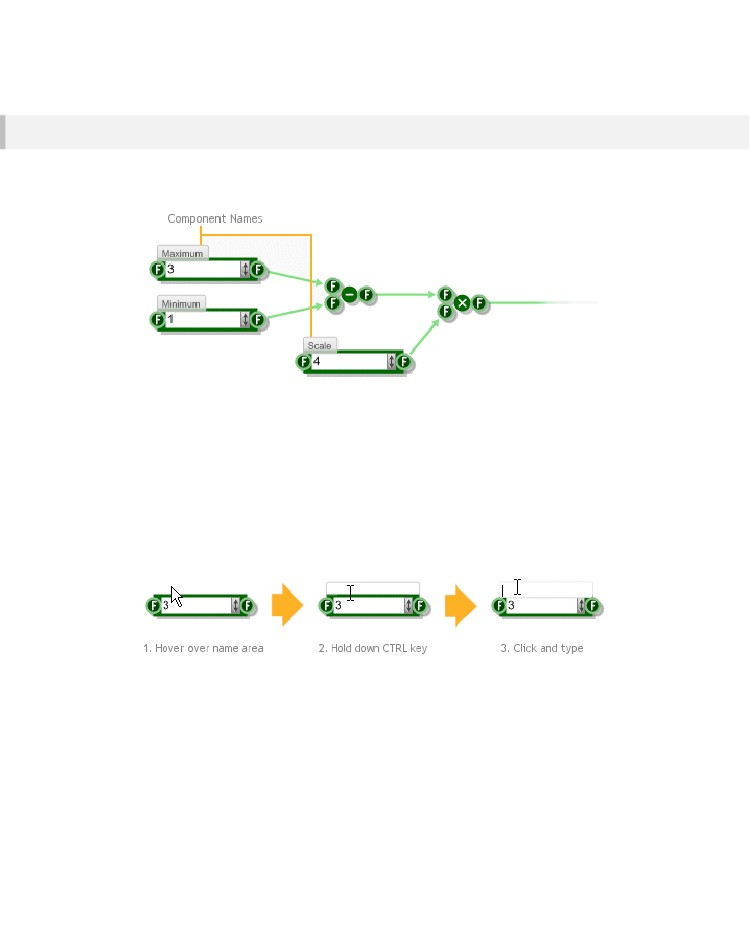 Component Names
Maximum
F 3 F
F
F − F
F × F
F
Minimum
F 1 F
Scale
F 4 F
F 3 F
F 3 F
F 3 F
1. Hover over name area
2. Hold down CTRL key
3. Click and type